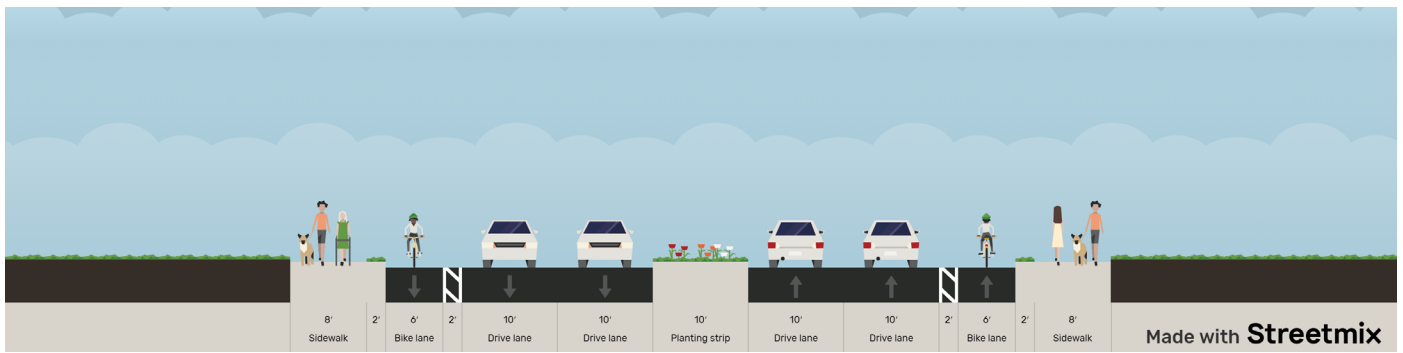 8′ 2′ 6′ 2′ 10′ 10′ 10′ 10′ 10′ 2′ 6′ 2′ 8′
Sidewalk Bike lane Drive lane Drive lane Planting strip Drive lane Drive lane Bike lane Sidewalk
Made with Streetmix